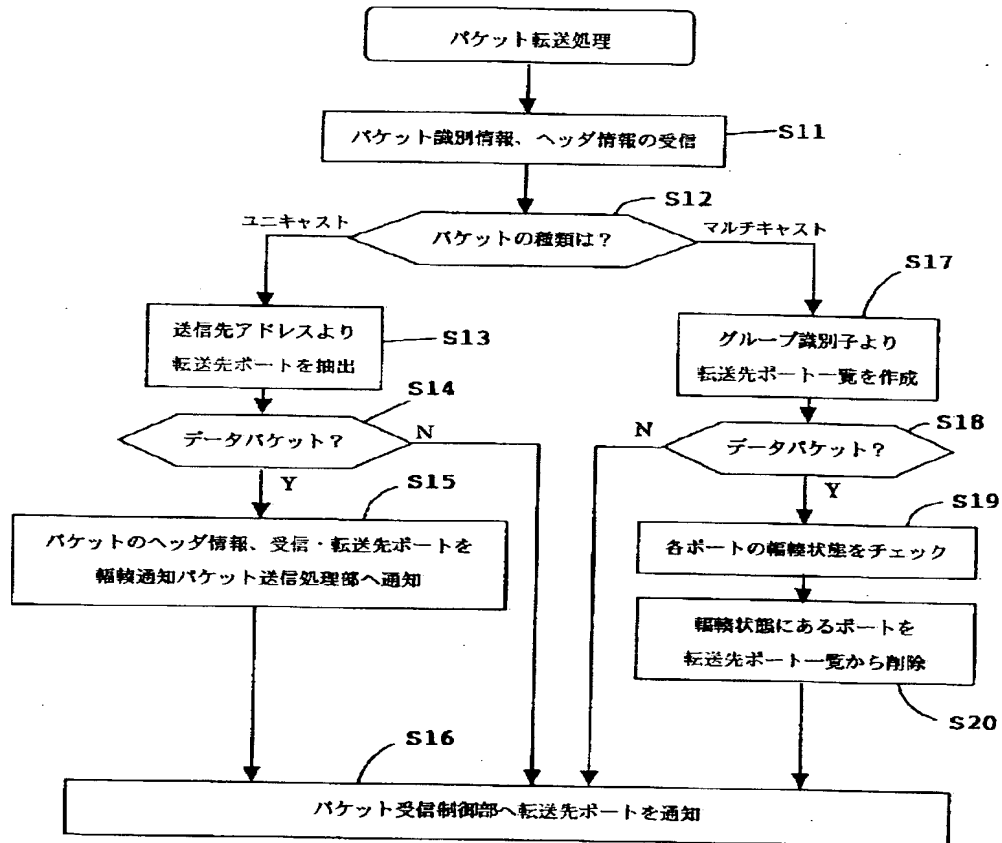 パケット転送処理
パケット識別情報、ヘッダ情報の受信
S11
S12
ユニキャスト
パケットの種類は？
マルチキャスト
S17
送信先アドレスより
転送先ポートを抽出
S13
グループ識別子より
転送先ポート一覧を作成
S14
データパケット？
N
Y
S18
N
データパケット？
Y
S15
パケットのヘッダ情報、受信・転送先ポートを
輻輳通知パケット送信処理部へ通知
S19
各ポートの輻輳状態をチェック
輻輳状態にあるポートを
転送先ポート一覧から削除
S20
S16
パケット受信制御部へ転送先ポートを通知